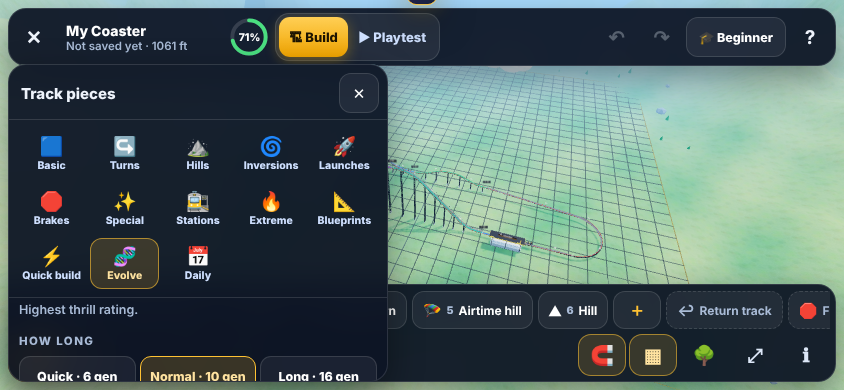 My Coaster
Not saved yet · 1061 ft
71%
Build
Playtest
Beginner
?
Track pieces
Basic
Turns
Hills
Inversions
Launches
Brakes
Special
Stations
Extreme
Blueprints
Quick build
Evolve
Daily
Highest thrill rating.
HOW LONG
Quick · 6 gen
Normal · 10 gen
Long · 16 gen
n
5 Airtime hill
6 Hill
+
Return track
F